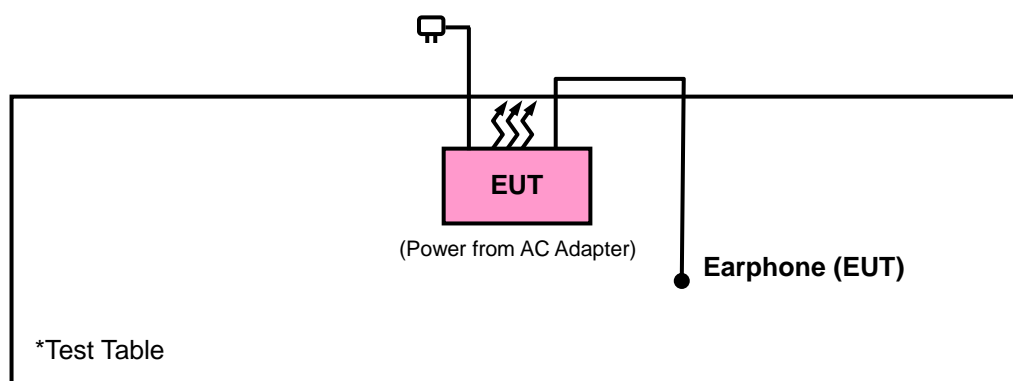 EUT
(Power from AC Adapter)
Earphone (EUT)
*Test Table